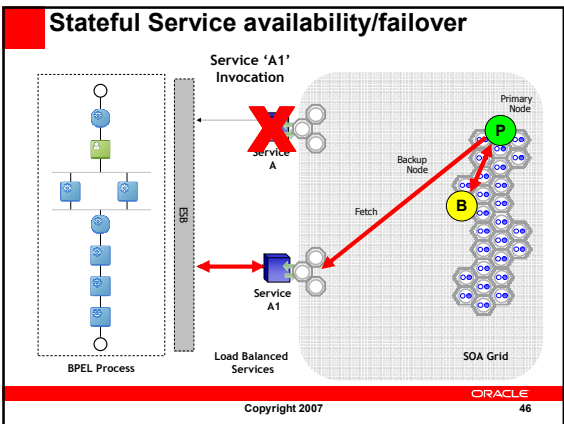 Stateful Service availability/failover
Service ‘A1’
Invocation
Primary
Node
P
Service
A
Backup
Node
B
ESB
Fetch
Service
A1
Load Balanced
Services
SOA Grid
BPEL Process
ORACLE
Copyright 2007
46